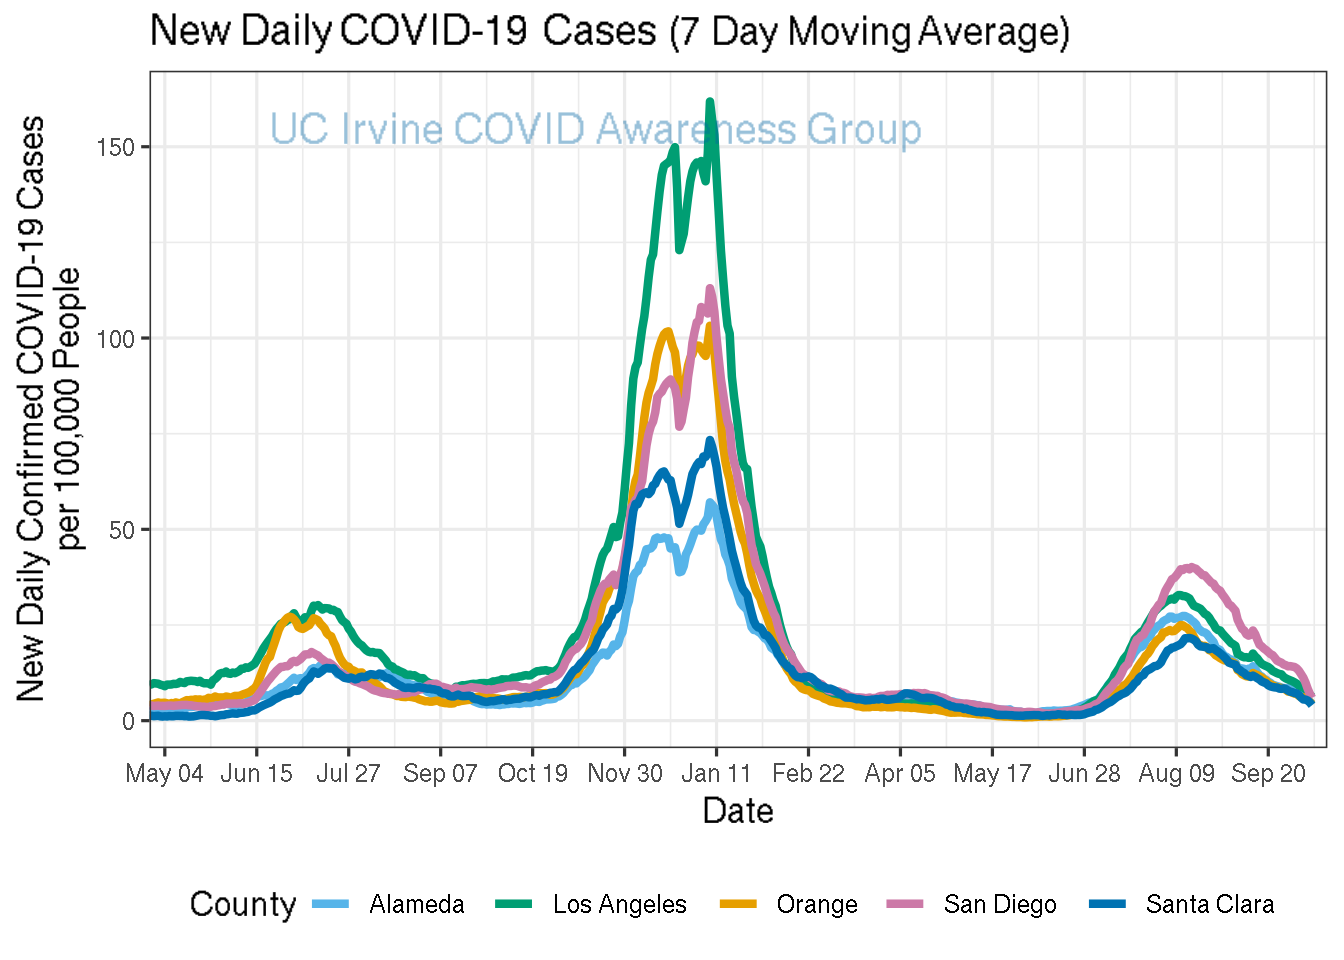 New Daily COVID-19 Cases (7 Day Moving Average)
UC Irvine COVID Awareness Group
New Daily Confirmed COVID-19 Cases
per 100,000 People
150
100
50
0
May 04 Jun 15 Jul 27 Sep 07 Oct 19 Nov 30 Jan 11 Feb 22 Apr 05 May 17 Jun 28 Aug 09 Sep 20
Date
County Alameda Los Angeles Orange San Diego Santa Clara